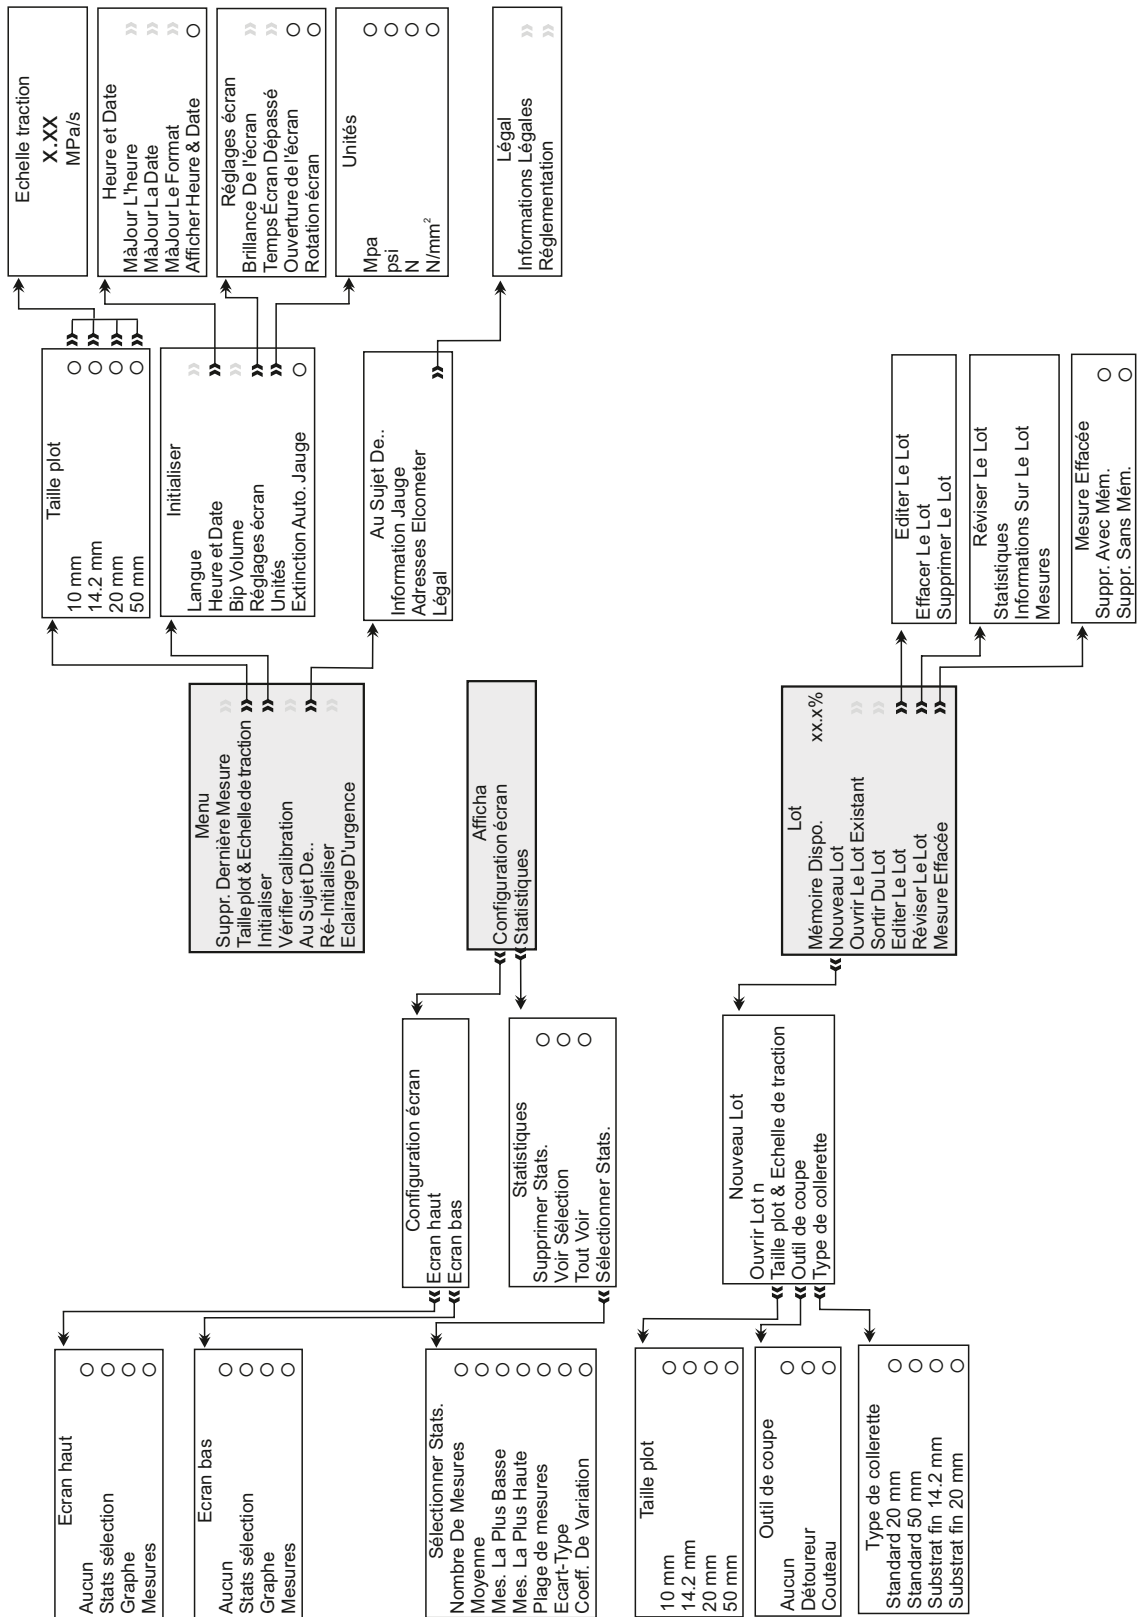 Echelle traction
X.XX
MPa/s
Taille plot
10 mm
14.2 mm
20 mm
50 mm
Heure et Date
MàJour L'heure
MàJour La Date
MàJour Le Format
Afficher Heure & Date
Réglages écran
Brillance De l'écran
Temps Écran Dépassé
Ouverture de l'écran
Rotation écran
Unités
Mpa
psi
N
N/mm²
Légal
Informations Légales
Réglementation
Initialiser
Langue
Heure et Date
Bip Volume
Réglages écran
Unités
Extinction Auto. Jauge
Au Sujet De..
Information Jauge
Adresses Elcometer
Légal
Menu
Suppr. Dernière Mesure
Taille plot & Echelle de traction
Initialiser
Vérifier calibration
Au Sujet De..
Ré-Initialiser
Eclairage D'urgence
Afficha
Configuration écran
Statistiques
Configuration écran
Ecran haut
Ecran bas
Statistiques
Supprimer Stats.
Voir Sélection
Tout Voir
Sélectionner Stats.
Ecran haut
Aucun
Stats sélection
Graphe
Mesures
Ecran bas
Aucun
Stats sélection
Graphe
Mesures
Sélectionner Stats.
Nombre De Mesures
Moyenne
Mes. La Plus Basse
Mes. La Plus Haute
Plage de mesures
Ecart-Type
Coeff. De Variation
Lot
Mémoire Dispo. xx.x%
Nouveau Lot
Ouvrir Le Lot Existant
Sortir Du Lot
Editer Le Lot
Réviser Le Lot
Mesure Effacée
Editer Le Lot
Effacer Le Lot
Supprimer Le Lot
Réviser Le Lot
Statistiques
Informations Sur Le Lot
Mesures
Mesure Effacée
Suppr. Avec Mém.
Suppr. Sans Mém.
Nouveau Lot
Ouvrir Lot n
Taille plot & Echelle de traction
Outil de coupe
Type de collerette
Taille plot
10 mm
14.2 mm
20 mm
50 mm
Outil de coupe
Aucun
Détoureur
Couteau
Type de collerette
Standard 20 mm
Standard 50 mm
Substrat fin 14.2 mm
Substrat fin 20 mm